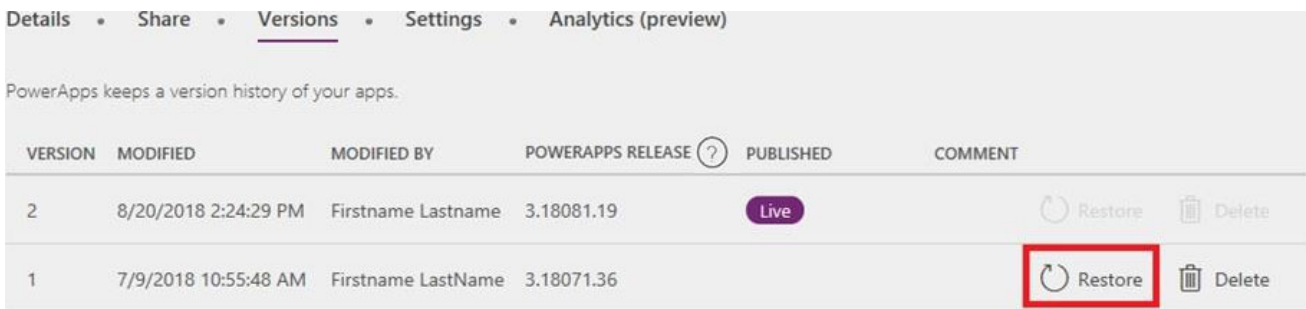 Details • Share • Versions • Settings • Analytics (preview)
PowerApps keeps a version history of your apps.
VERSION MODIFIED MODIFIED BY POWERAPPS RELEASE ? PUBLISHED COMMENT
2 8/20/2018 2:24:29 PM Firstname Lastname 3.18081.19 Live Restore Delete
1 7/9/2018 10:55:48 AM Firstname LastName 3.18071.36 Restore Delete